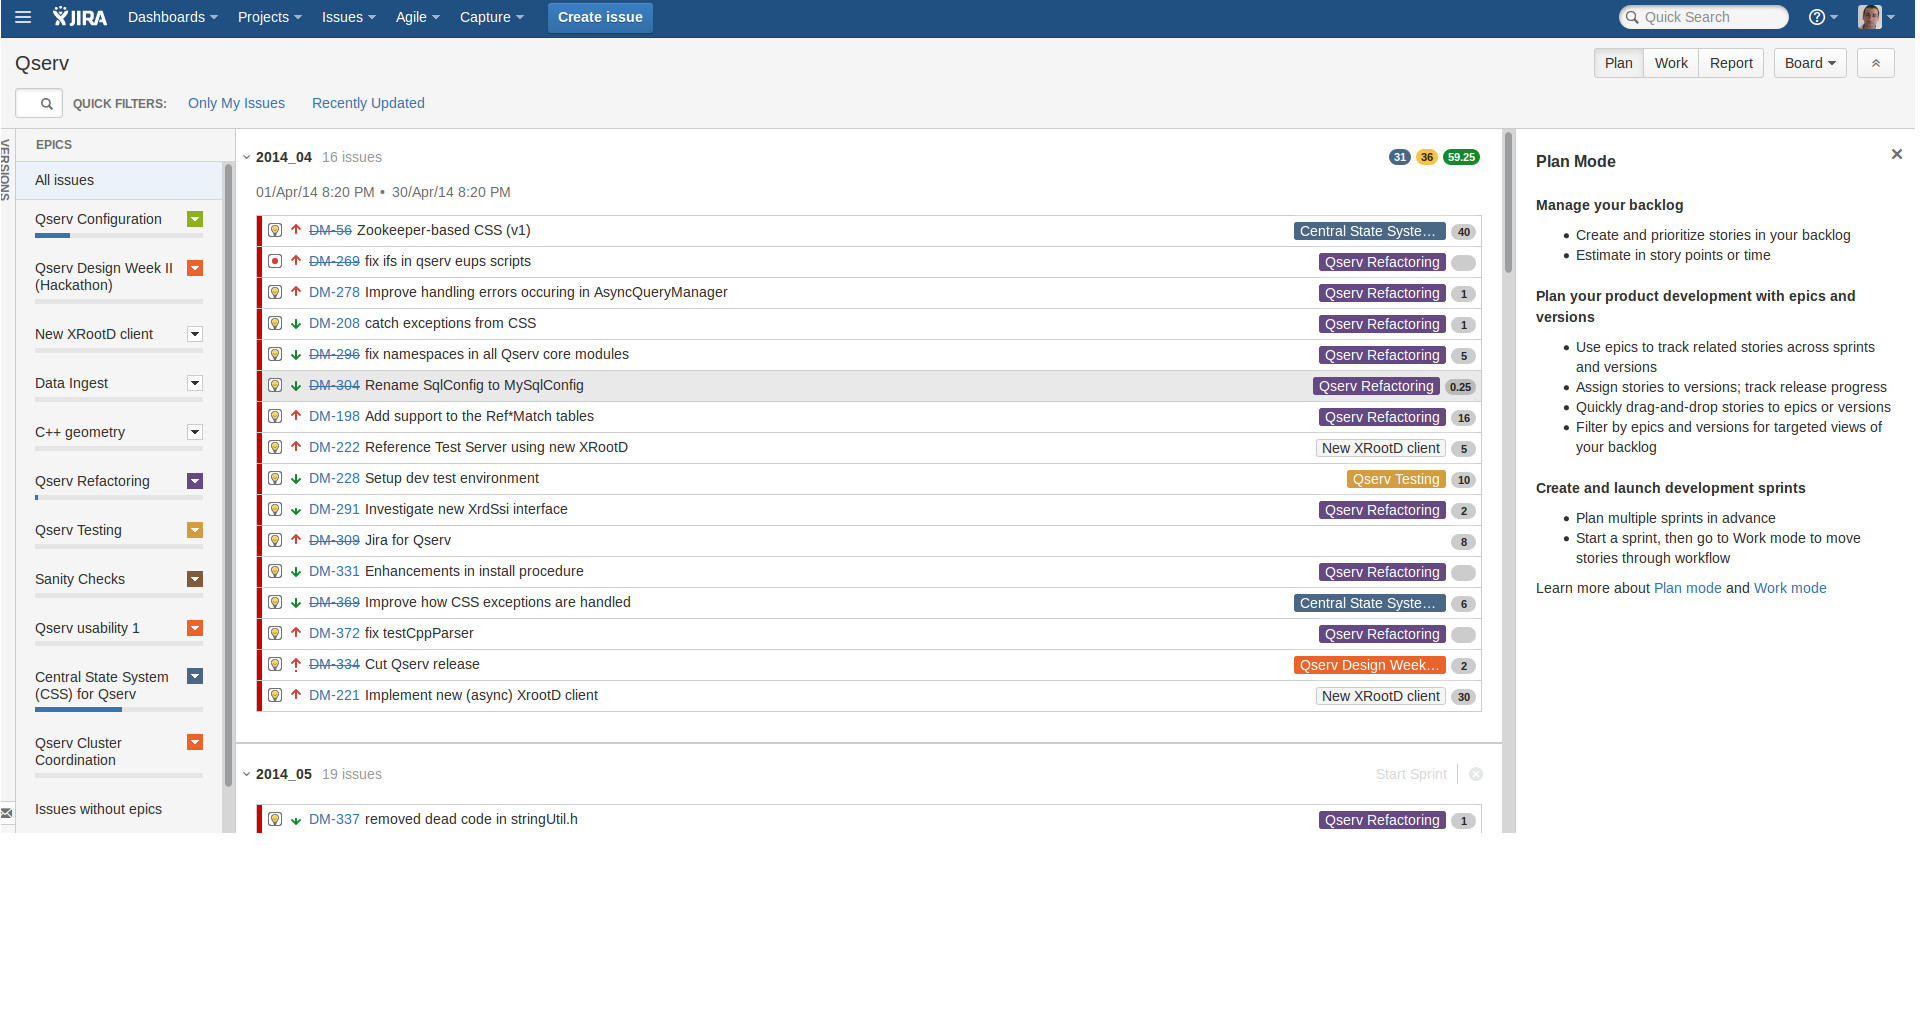 JIRA Dashboards Projects Issues Agile Capture Create issue Quick Search
Qserv
Plan Work Report Board
QUICK FILTERS: Only My Issues Recently Updated
VERSIONS
EPICS
All issues
Qserv Configuration
Qserv Design Week II
(Hackathon)
New XRootD client
Data Ingest
C++ geometry
Qserv Refactoring
Qserv Testing
Sanity Checks
Qserv usability 1
Central State System
(CSS) for Qserv
Qserv Cluster
Coordination
Issues without epics
2014_04 16 issues 31 36 59.25
01/Apr/14 8:20 PM • 30/Apr/14 8:20 PM
DM-56 Zookeeper-based CSS (v1) Central State Syste… 40
DM-269 fix ifs in qserv eups scripts Qserv Refactoring
DM-278 Improve handling errors occuring in AsyncQueryManager Qserv Refactoring 1
DM-208 catch exceptions from CSS Qserv Refactoring 1
DM-296 fix namespaces in all Qserv core modules Qserv Refactoring 5
DM-304 Rename SqlConfig to MySqlConfig Qserv Refactoring 0.25
DM-198 Add support to the Ref*Match tables Qserv Refactoring 16
DM-222 Reference Test Server using new XRootD New XRootD client 5
DM-228 Setup dev test environment Qserv Testing 10
DM-291 Investigate new XrdSsi interface Qserv Refactoring 2
DM-309 Jira for Qserv 8
DM-331 Enhancements in install procedure Qserv Refactoring
DM-369 Improve how CSS exceptions are handled Central State Syste… 6
DM-372 fix testCppParser Qserv Refactoring
DM-334 Cut Qserv release Qserv Design Week… 2
DM-221 Implement new (async) XrootD client New XRootD client 30
2014_05 19 issues Start Sprint
DM-337 removed dead code in stringUtil.h Qserv Refactoring 1
Plan Mode
Manage your backlog
• Create and prioritize stories in your backlog
• Estimate in story points or time
Plan your product development with epics and
versions
• Use epics to track related stories across sprints
and versions
• Assign stories to versions; track release progress
• Quickly drag-and-drop stories to epics or versions
• Filter by epics and versions for targeted views of
your backlog
Create and launch development sprints
• Plan multiple sprints in advance
• Start a sprint, then go to Work mode to move
stories through workflow
Learn more about Plan mode and Work mode